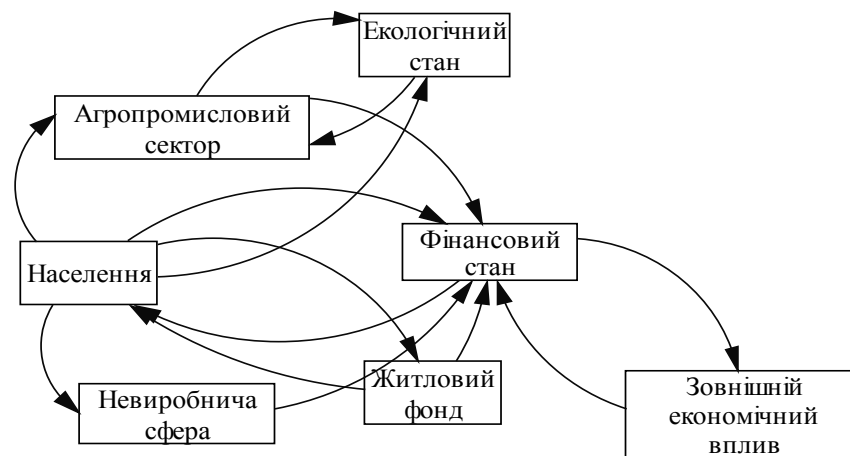 Екологічний
стан
Агропромисловий
сектор
Фінансовий
стан
Населення
Житловий
фонд
Невиробнича
сфера
Зовнішній
економічний
вплив